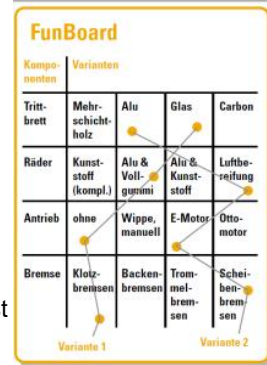 FunBoard
Kompo-
nenten
Varianten
Tritt-
brett
Mehr-
schicht-
holz
Alu
Glas
Carbon
Räder
Kunst-
stoff
(kompl.)
Alu &
Voll-
gummi
Alu &
Kunst-
stoff
Luftbe-
reifung
Antrieb
ohne
Wippe,
manuell
E-Motor
Otto-
motor
Bremse
Klotz-
bremsen
Backen-
bremsen
Trom-
mel-
brem-
sen
Schei-
ben-
brem-
sen
Variante 1
Variante 2